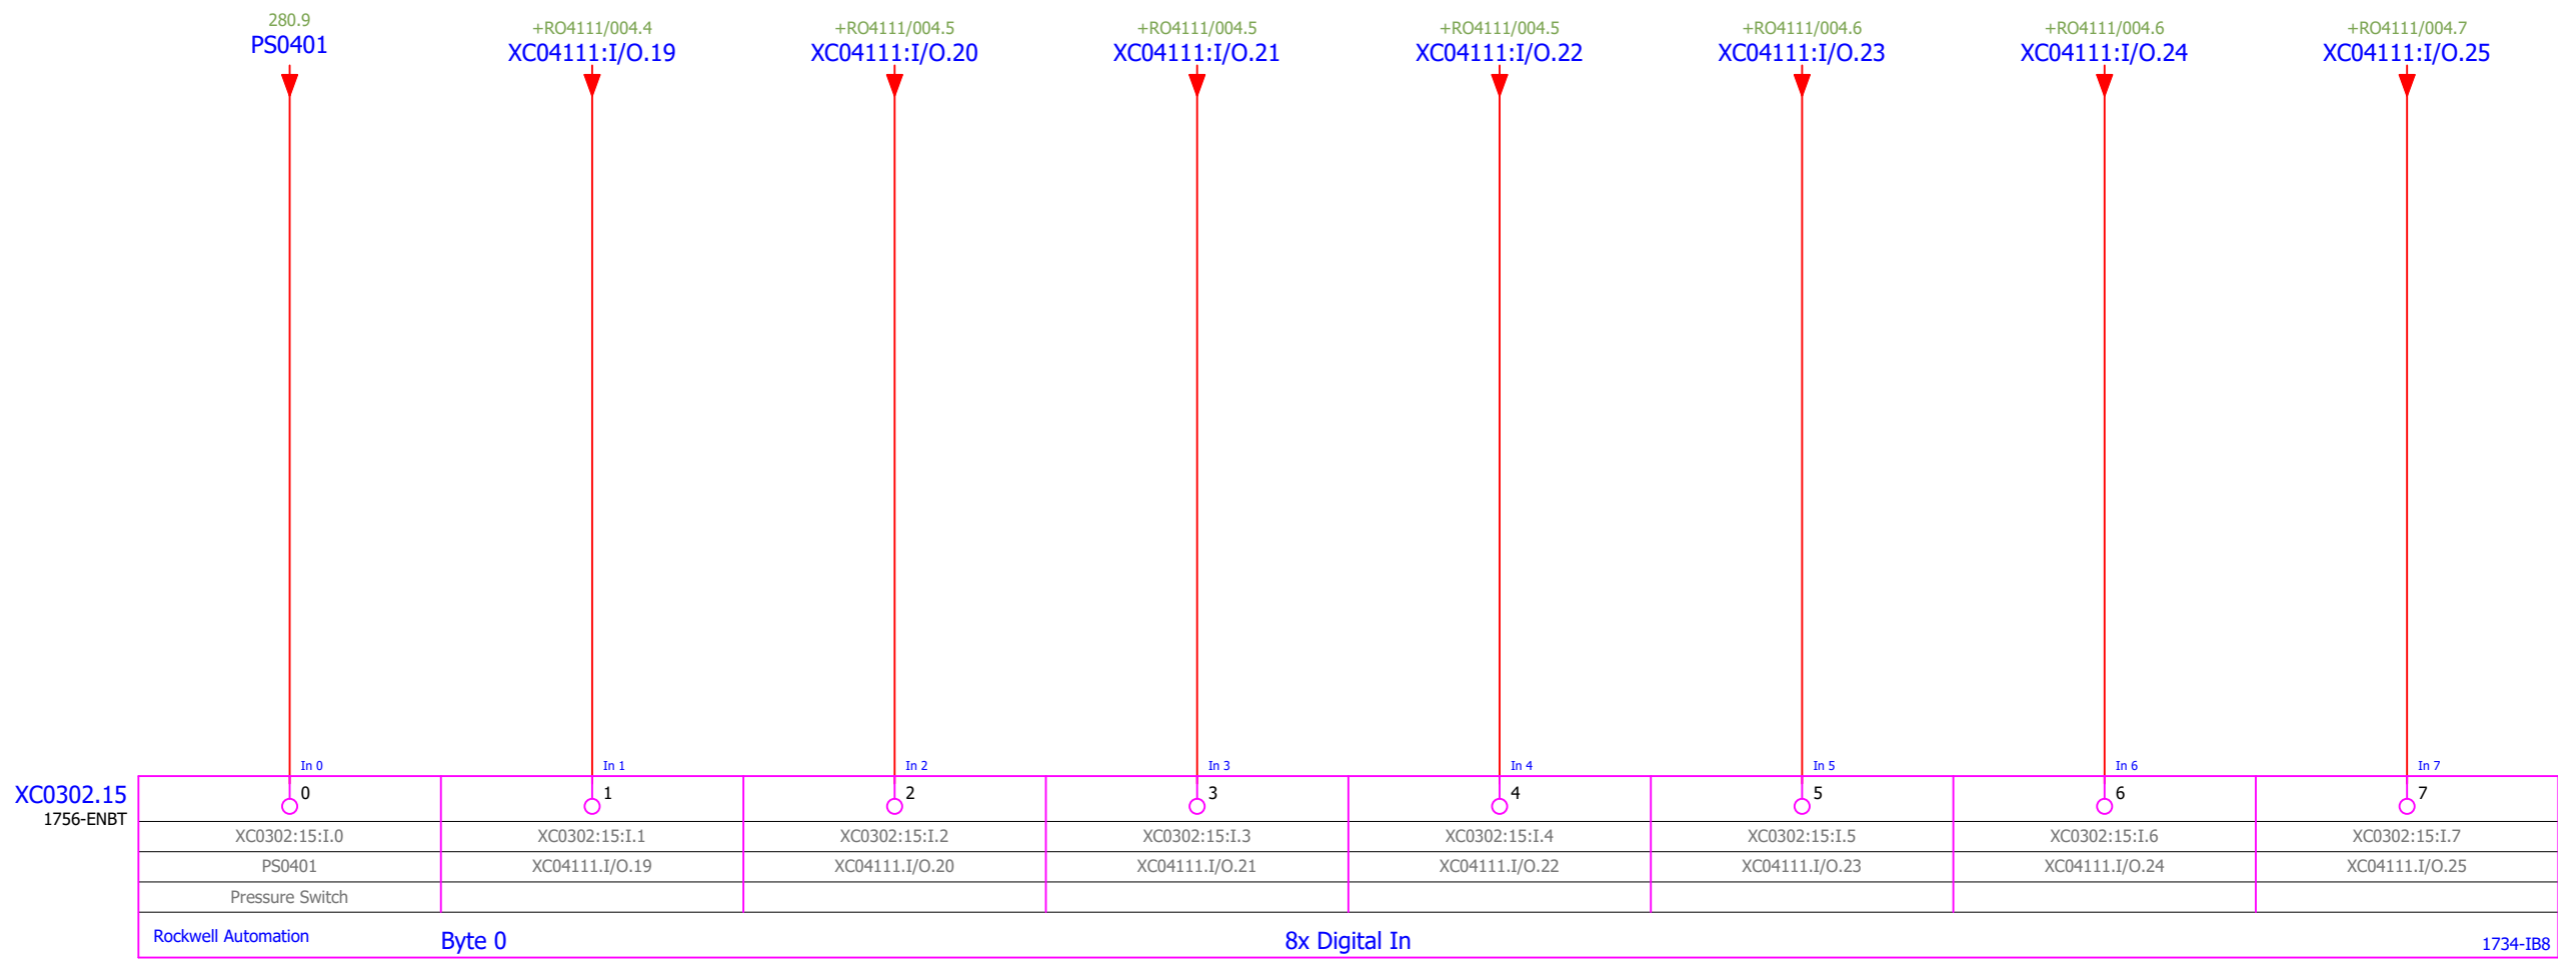 280.9
PS0401
+RO4111/004.4
XC04111:I/O.19
+RO4111/004.5
XC04111:I/O.20
+RO4111/004.5
XC04111:I/O.21
+RO4111/004.5
XC04111:I/O.22
+RO4111/004.6
XC04111:I/O.23
+RO4111/004.6
XC04111:I/O.24
+RO4111/004.7
XC04111:I/O.25
In 0
In 1
In 2
In 3
In 4
In 5
In 6
In 7
XC0302.15
1756-ENBT
0
1
2
3
4
5
6
7
XC0302:15:I.0
XC0302:15:I.1
XC0302:15:I.2
XC0302:15:I.3
XC0302:15:I.4
XC0302:15:I.5
XC0302:15:I.6
XC0302:15:I.7
PS0401
XC04111.I/O.19
XC04111.I/O.20
XC04111.I/O.21
XC04111.I/O.22
XC04111.I/O.23
XC04111.I/O.24
XC04111.I/O.25
Pressure Switch
Rockwell Automation
Byte 0
8x Digital In
1734-IB8